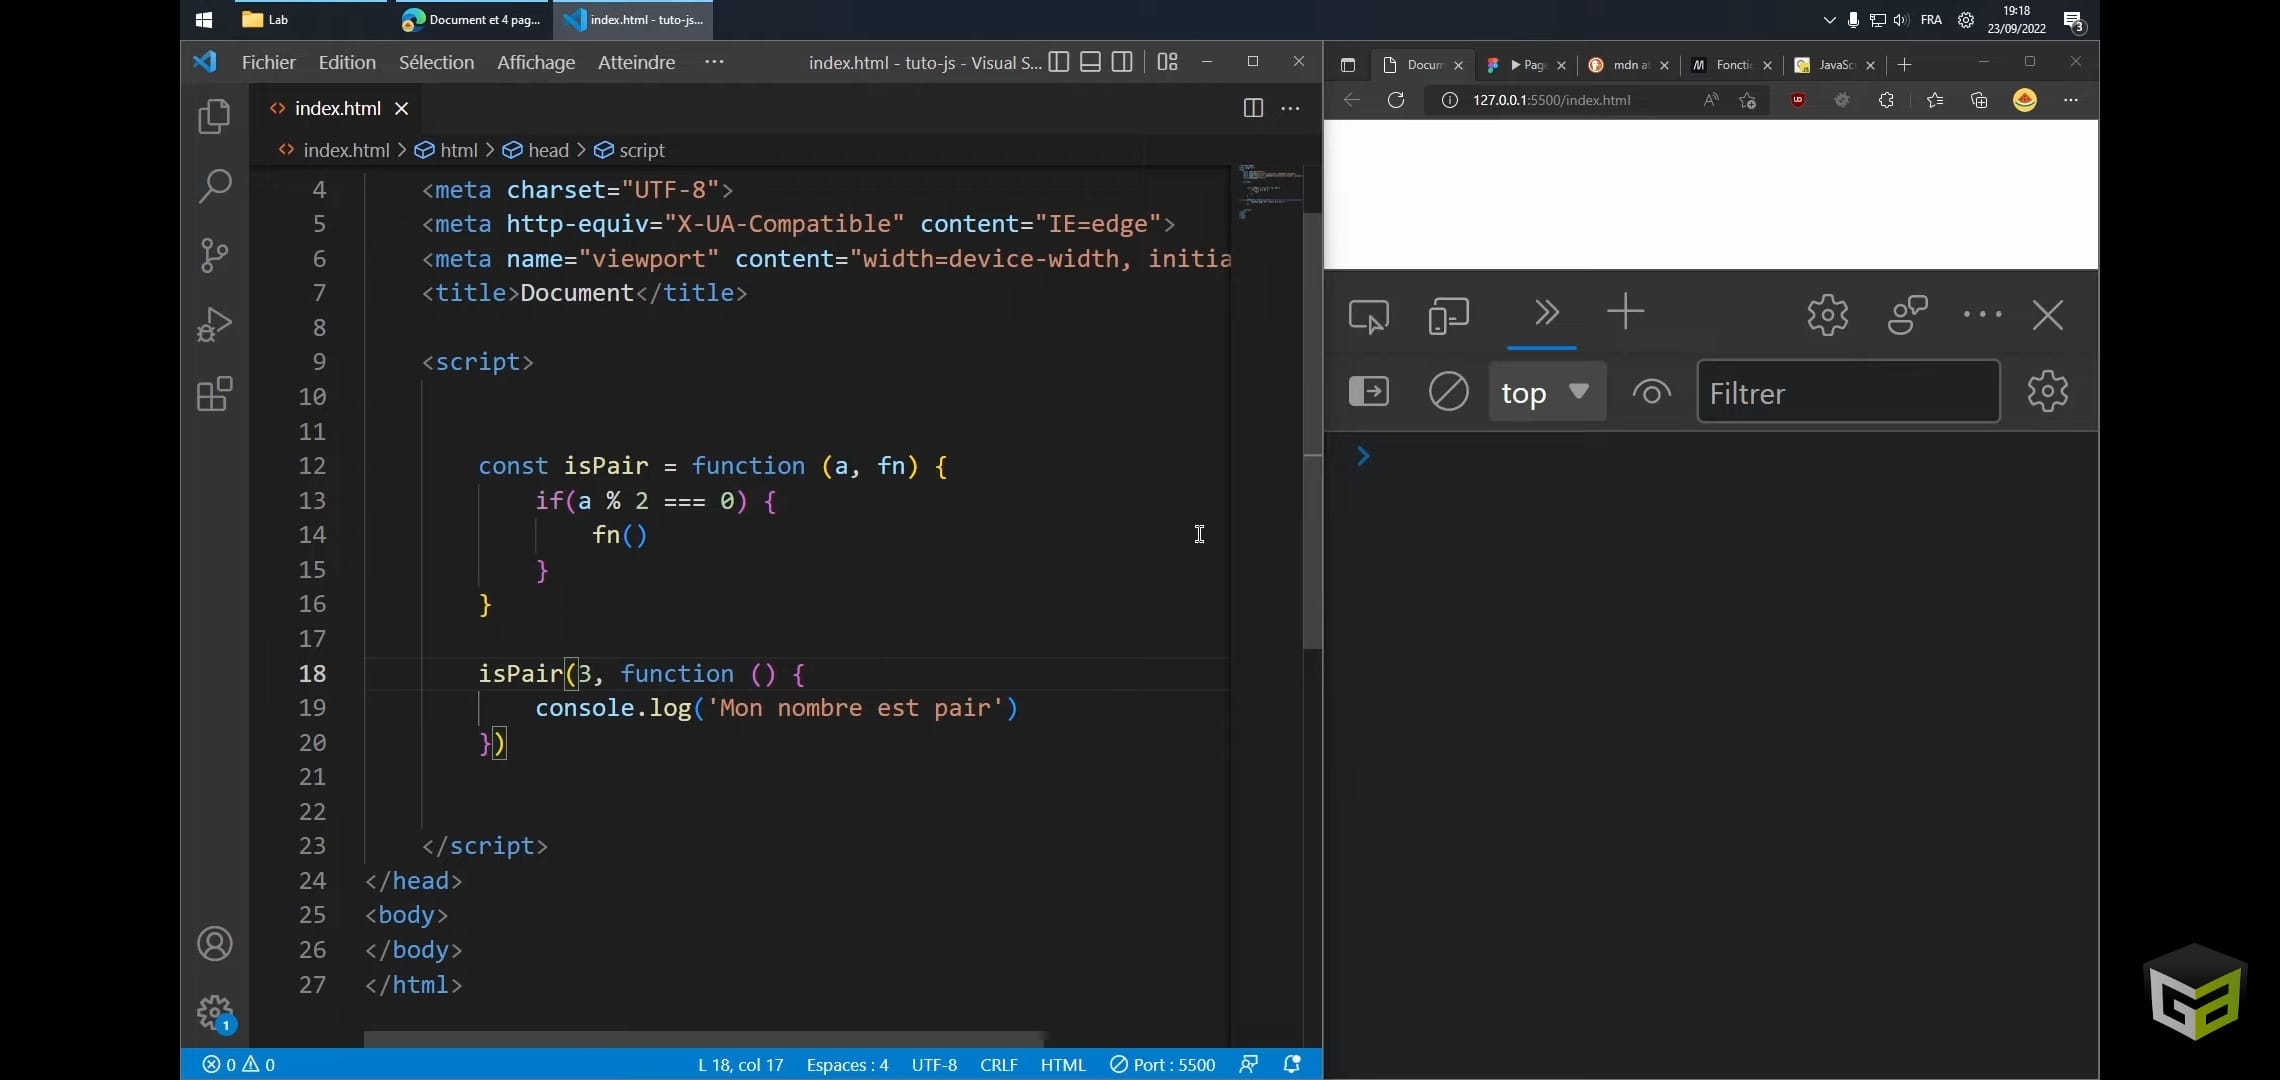 Lab
Document et 4 pag...
index.html - tuto-js...
FRA
19:18
23/09/2022
3
Fichier Edition Sélection Affichage Atteindre ···
index.html - tuto-js - Visual S...
index.html
index.html > html > head > script
4 <meta charset="UTF-8">
5 <meta http-equiv="X-UA-Compatible" content="IE=edge">
6 <meta name="viewport" content="width=device-width, initia
7 <title>Document</title>
8
9 <script>
10
11
12 const isPair = function (a, fn) {
13 if(a % 2 === 0) {
14 fn()
15 }
16 }
17
18 isPair(3, function () {
19 console.log('Mon nombre est pair')
20 })
21
22
23 </script>
24 </head>
25 <body>
26 </body>
27 </html>
1
0 0
L 18, col 17 Espaces : 4 UTF-8 CRLF HTML Port : 5500
Docum Page mdn a Foncti JavaSc
127.0.0.1:5500/index.html
top
Filtrer
GA